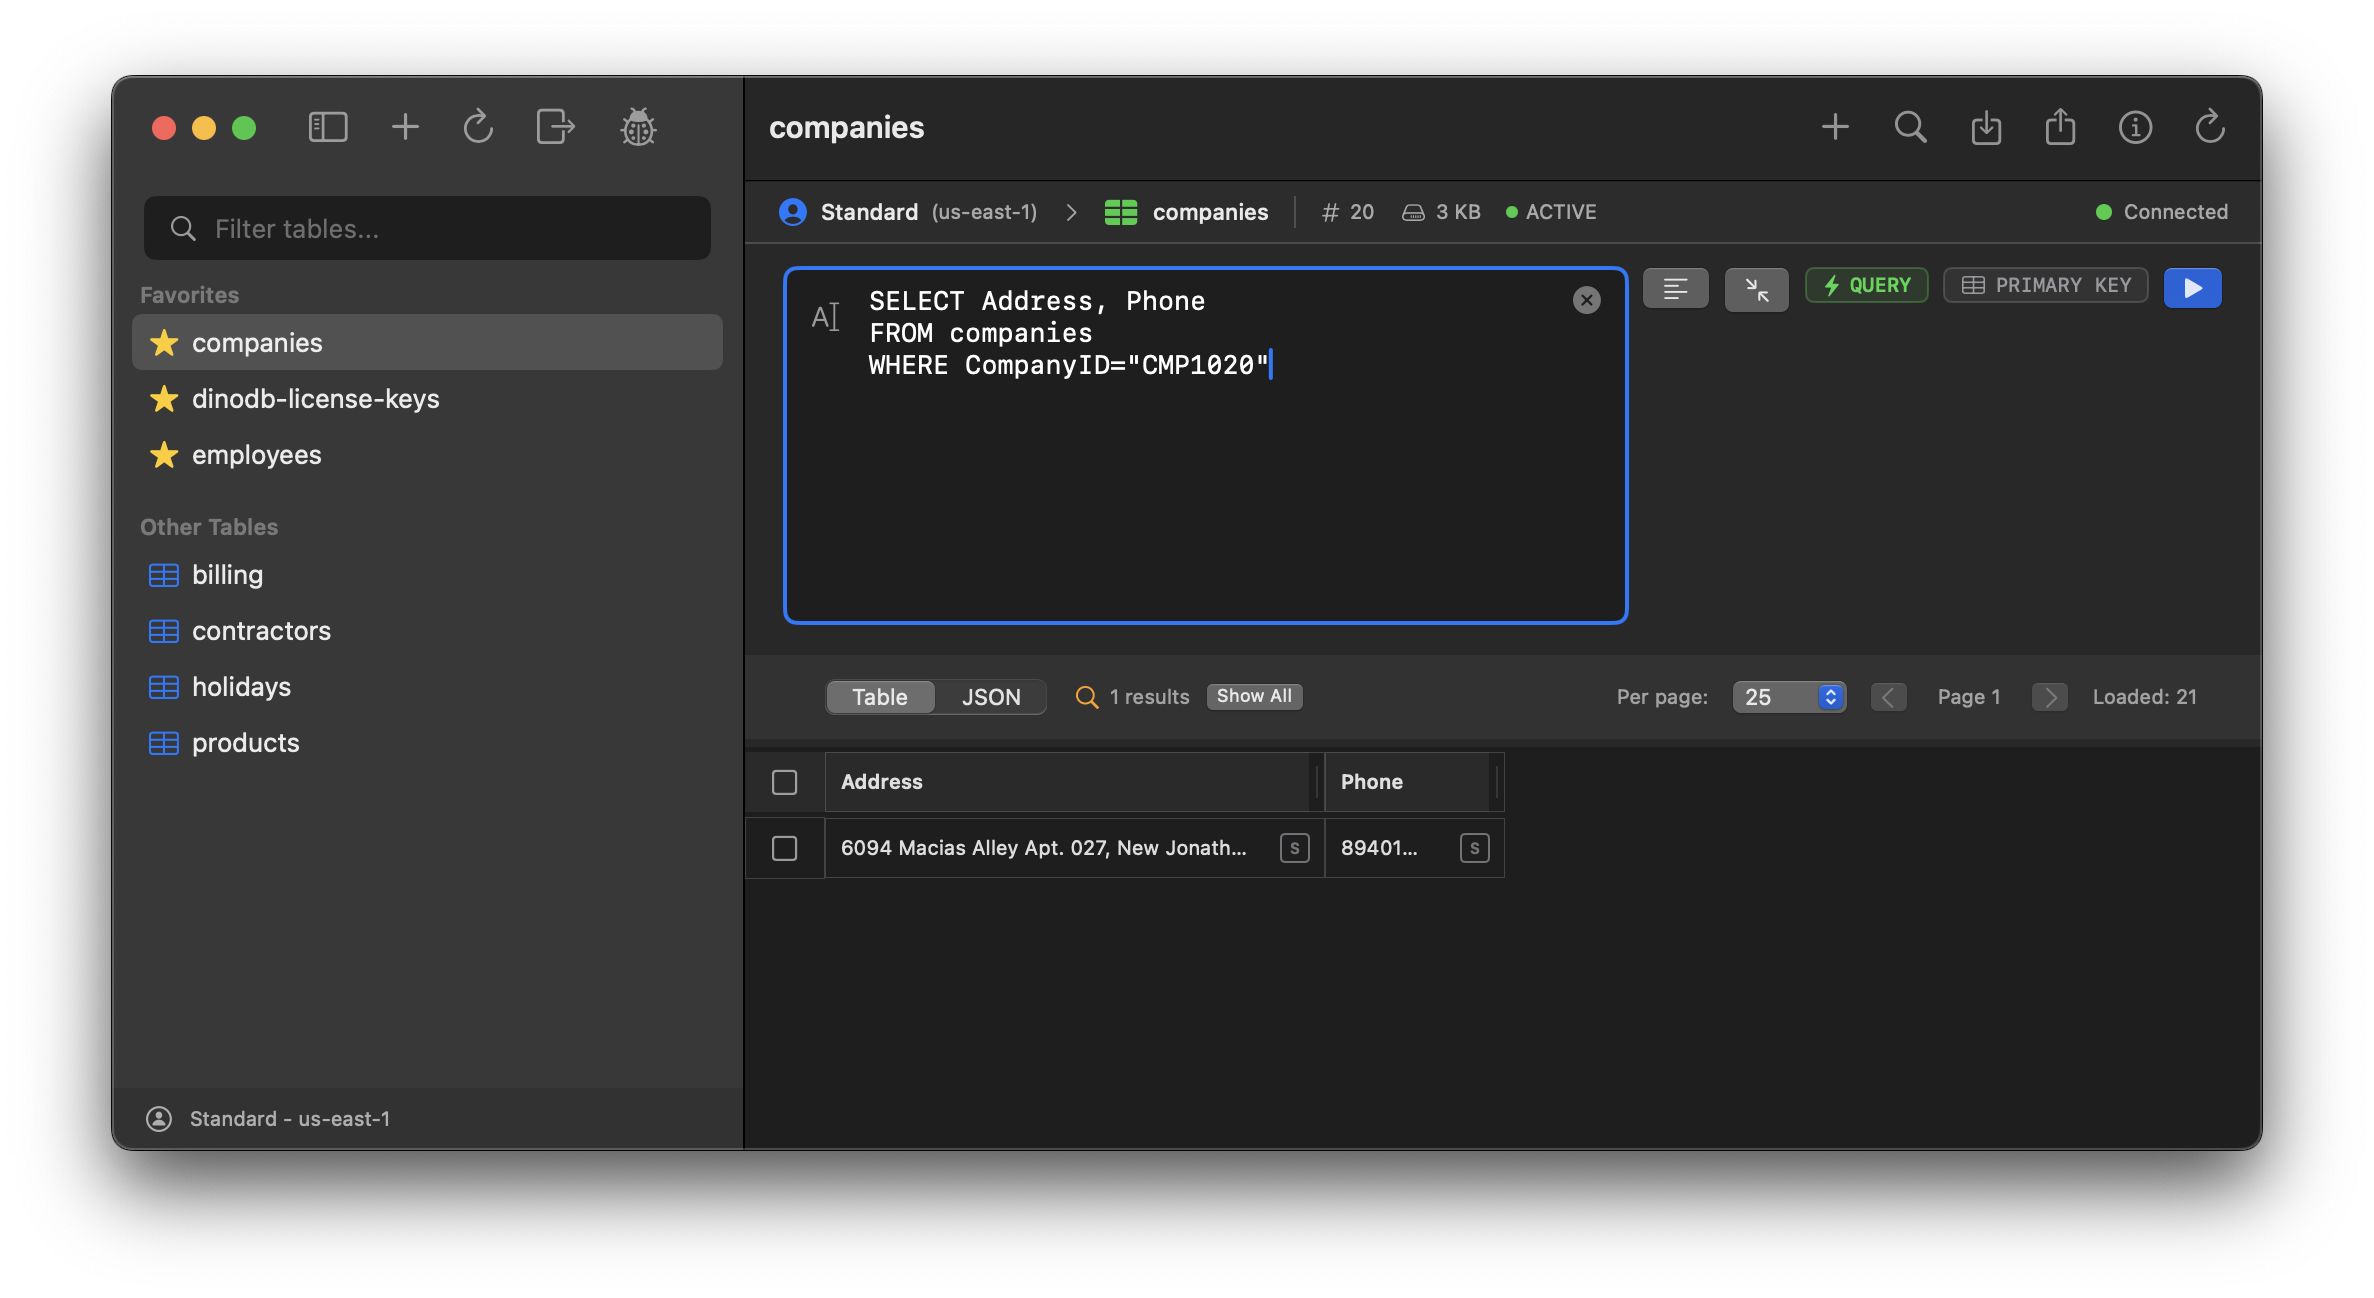 companies
Filter tables...
Favorites
companies
dinodb-license-keys
employees
Other Tables
billing
contractors
holidays
products
Standard - us-east-1
Standard (us-east-1) > companies # 20 3 KB ACTIVE
Connected
SELECT Address, Phone
FROM companies
WHERE CompanyID="CMP1020"
QUERY
PRIMARY KEY
Table JSON 1 results Show All
Per page: 25 Page 1 Loaded: 21
Address Phone
6094 Macias Alley Apt. 027, New Jonath... S 89401... S